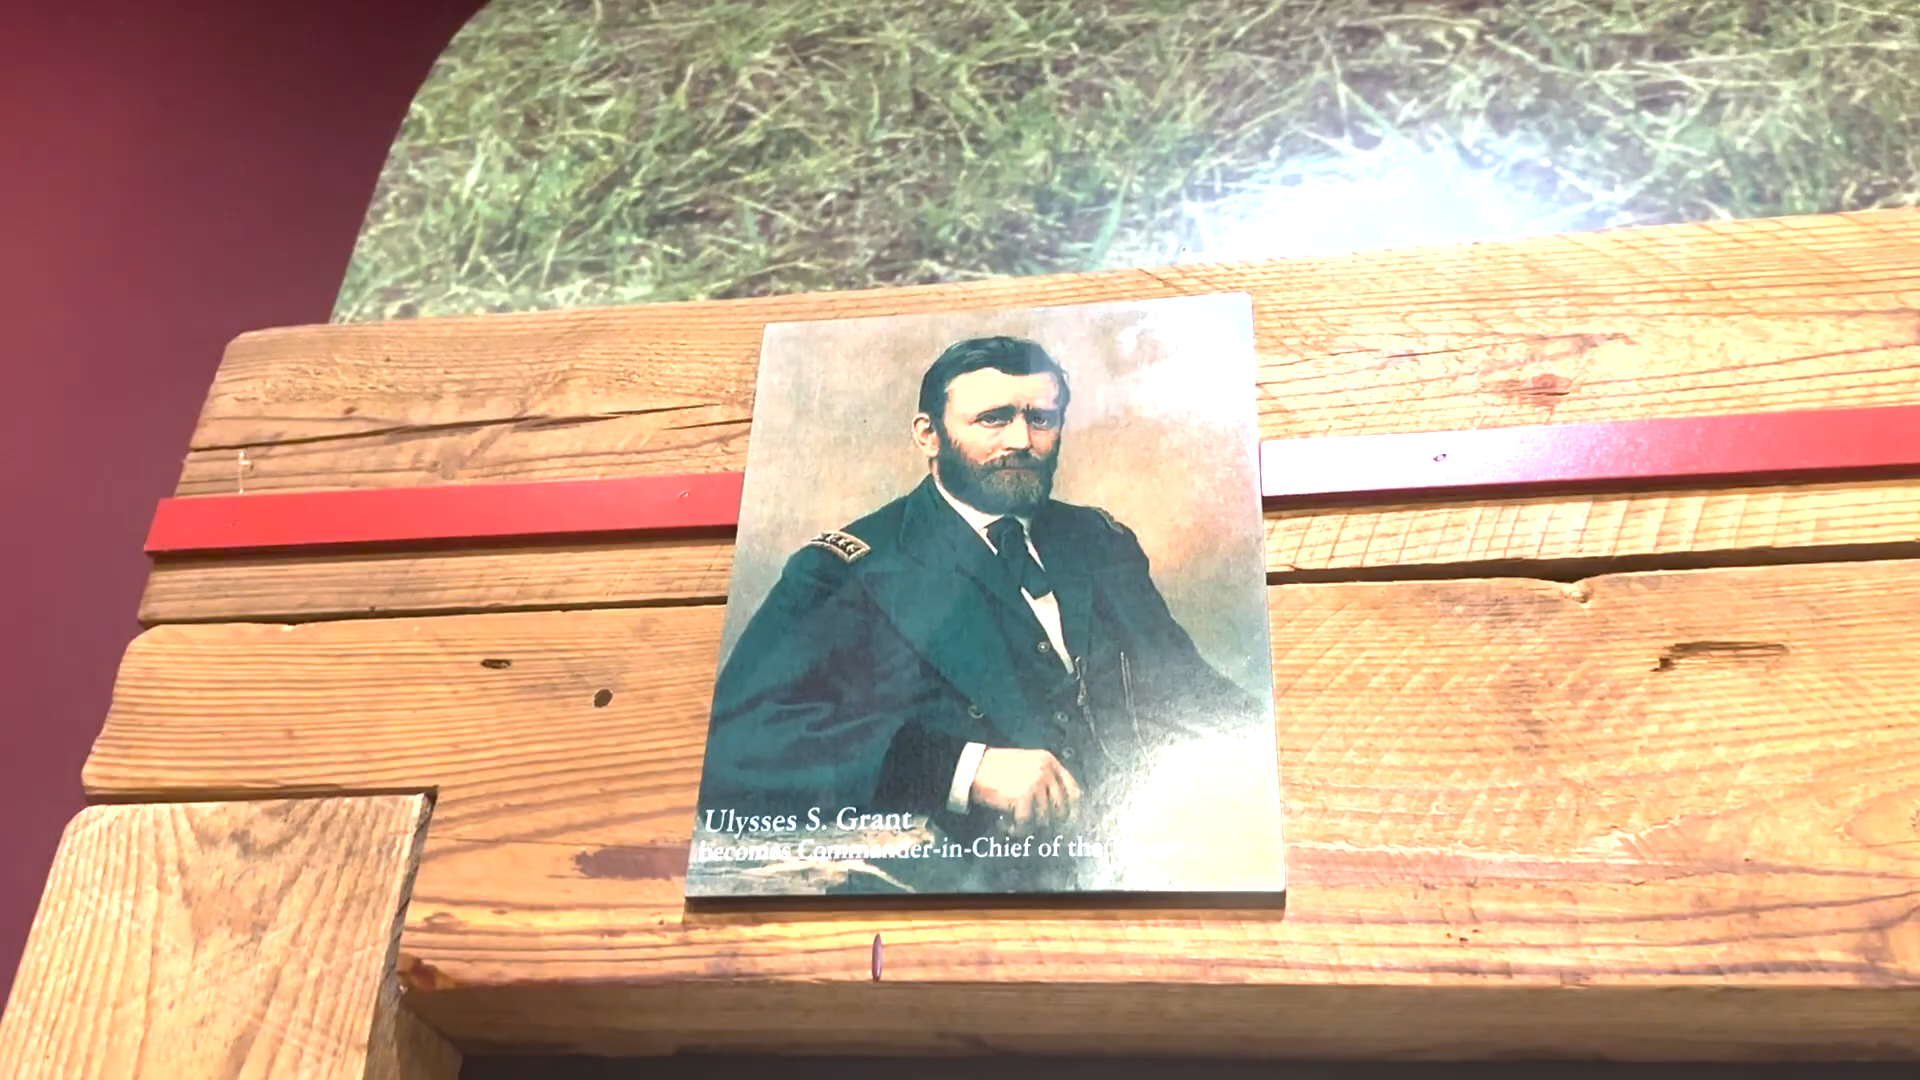 Ulysses S. Grant
becomes Commander-in-Chief of the